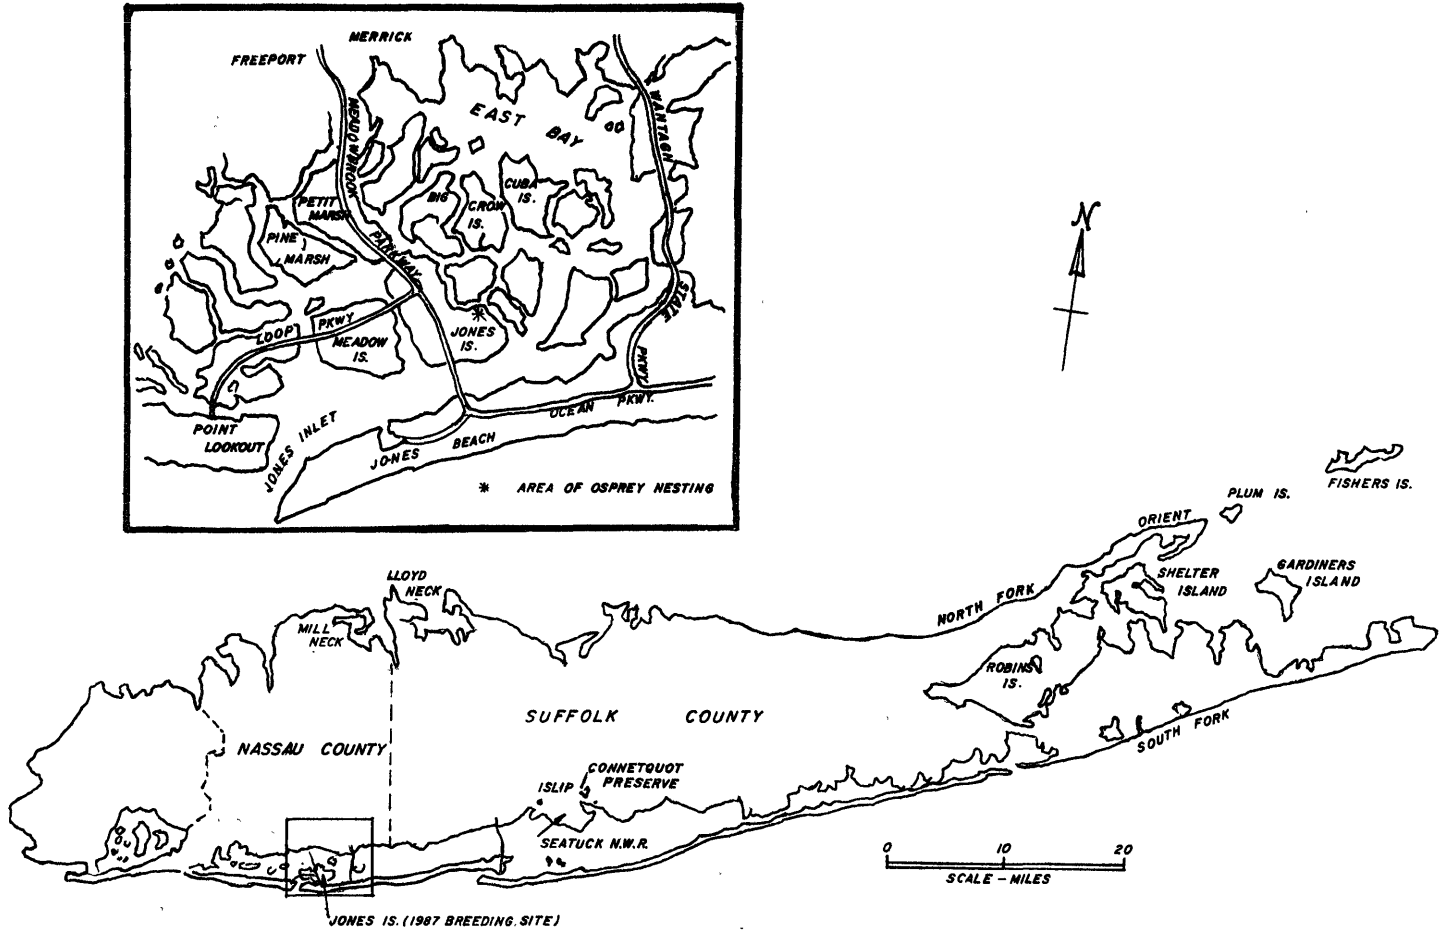 MERRICK
FREEPORT
EAST BAY
MEADOWBROOK
PARKWAY
WANTAGH
STATE
PKWY.
PETIT
MARSH
PINE
MARSH
BIG
CROW
IS.
CUBA
IS.
LOOP PKWY
MEADOW
IS.
JONES
IS.
OCEAN PKWY.
POINT
LOOKOUT
JONES INLET
JONES BEACH
* AREA OF OSPREY NESTING
N
FISHERS IS.
PLUM IS.
ORIENT
GARDINERS
ISLAND
SHELTER
ISLAND
NORTH FORK
LLOYD
NECK
MILL
NECK
ROBINS
IS.
SUFFOLK COUNTY
NASSAU COUNTY
SOUTH FORK
CONNETQUOT
PRESERVE
ISLIP
SEATUCK N.W.R.
0 10 20
SCALE - MILES
JONES IS. (1987 BREEDING SITE)